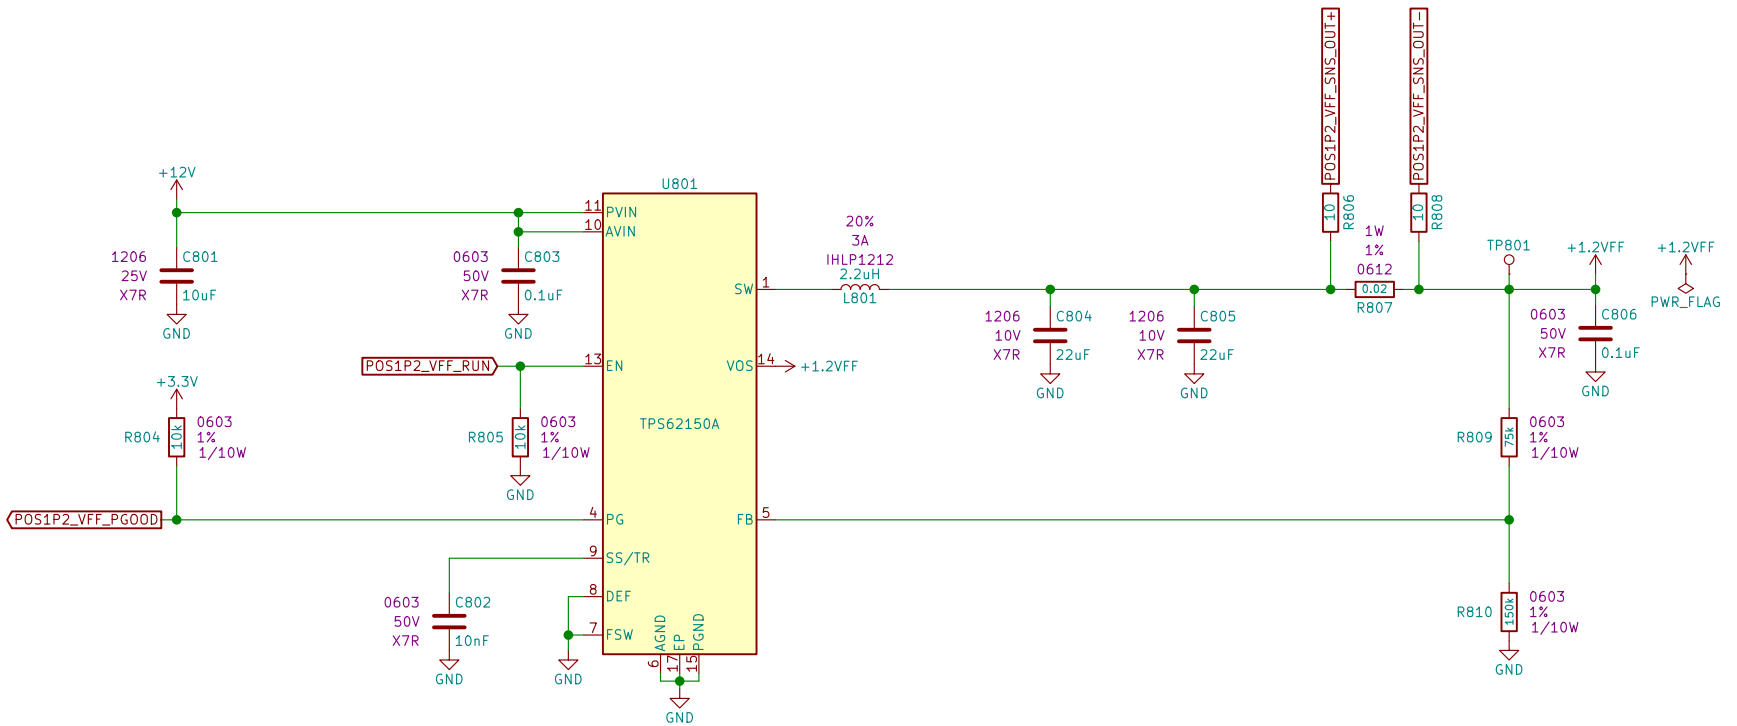 POS1P2_VFF_SNS_OUT+
POS1P2_VFF_SNS_OUT-
10
R806
10
R808
+12V
1206
25V
X7R
C801
10uF
GND
0603
50V
X7R
C803
0.1uF
GND
POS1P2_VFF_RUN
+3.3V
R804
10k
0603
1%
1/10W
R805
10k
0603
1%
1/10W
GND
POS1P2_VFF_PGOOD
0603
50V
X7R
C802
10nF
GND
GND
U801
11
PVIN
10
AVIN
13
EN
4
PG
9
SS/TR
8
DEF
7
FSW
TPS62150A
SW
1
VOS
14
+1.2VFF
FB
5
AGND
EP
PGND
6
17
15
GND
20%
3A
IHLP1212
2.2uH
L801
1206
10V
X7R
C804
22uF
GND
1206
10V
X7R
C805
22uF
GND
1W
1%
0612
0.02
R807
TP801
+1.2VFF
+1.2VFF
PWR_FLAG
0603
50V
X7R
C806
0.1uF
GND
R809
75k
0603
1%
1/10W
R810
150k
0603
1%
1/10W
GND